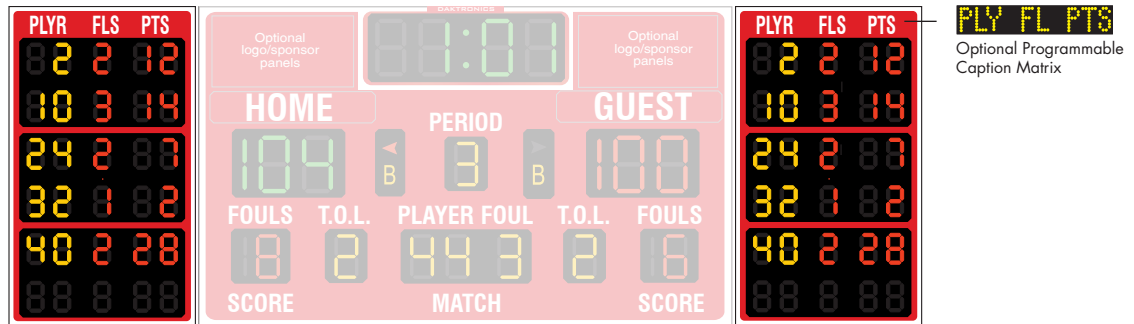 PLYR FLS PTS
2 2 12
10 3 14
24 2 7
32 1 2
40 2 28
DAKTRONICS
Optional
logo/sponsor
panels
1:01
Optional
logo/sponsor
panels
HOME
GUEST
PERIOD
104
B
3
B
100
FOULS T.O.L. PLAYER FOUL T.O.L. FOULS
18 2 44 3 2 16
SCORE MATCH SCORE
PLYR FLS PTS
2 2 12
10 3 14
24 2 7
32 1 2
40 2 28
PLY FL PTS
Optional Programmable
Caption Matrix